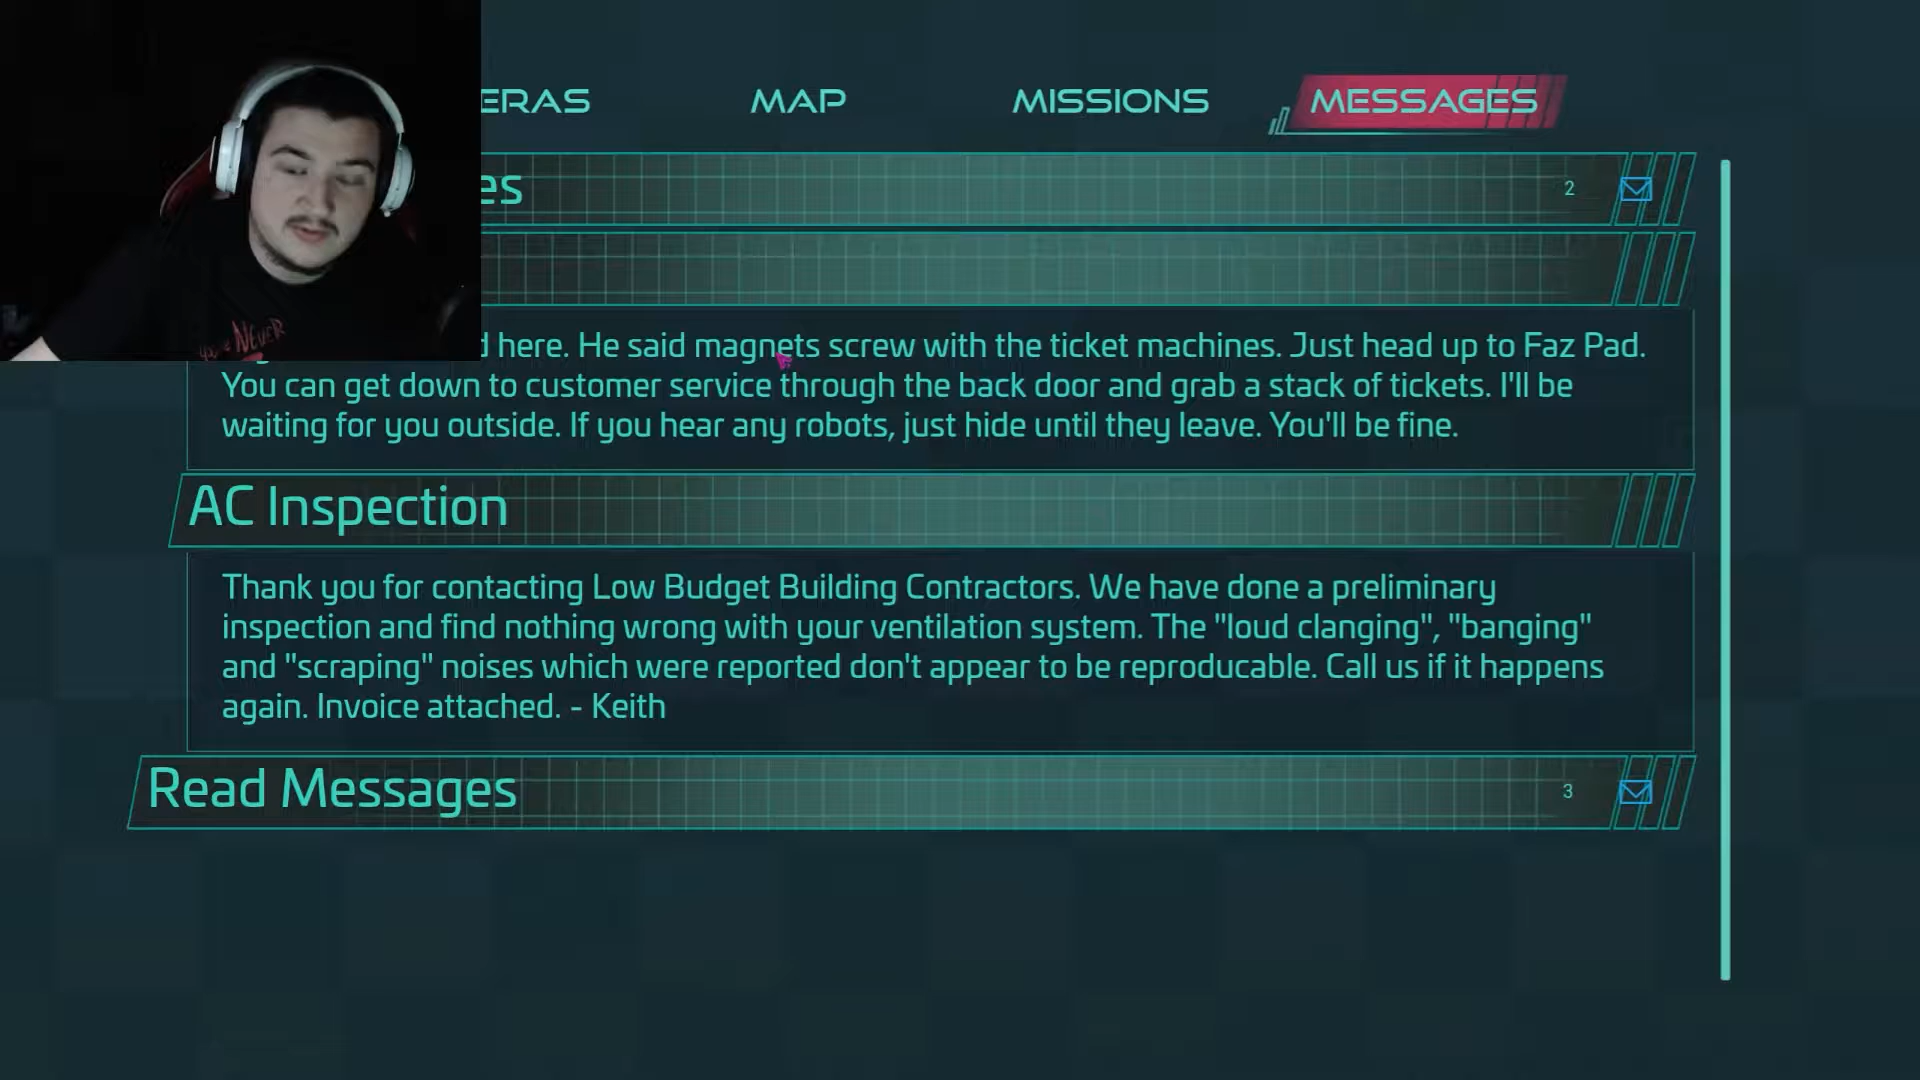 MAP
MISSIONS
MESSAGES
2
here. He said magnets screw with the ticket machines. Just head up to Faz Pad.
You can get down to customer service through the back door and grab a stack of tickets. I'll be
waiting for you outside. If you hear any robots, just hide until they leave. You'll be fine.
AC Inspection
Thank you for contacting Low Budget Building Contractors. We have done a preliminary
inspection and find nothing wrong with your ventilation system. The "loud clanging", "banging"
and "scraping" noises which were reported don't appear to be reproducable. Call us if it happens
again. Invoice attached. - Keith
Read Messages
3
NEVER